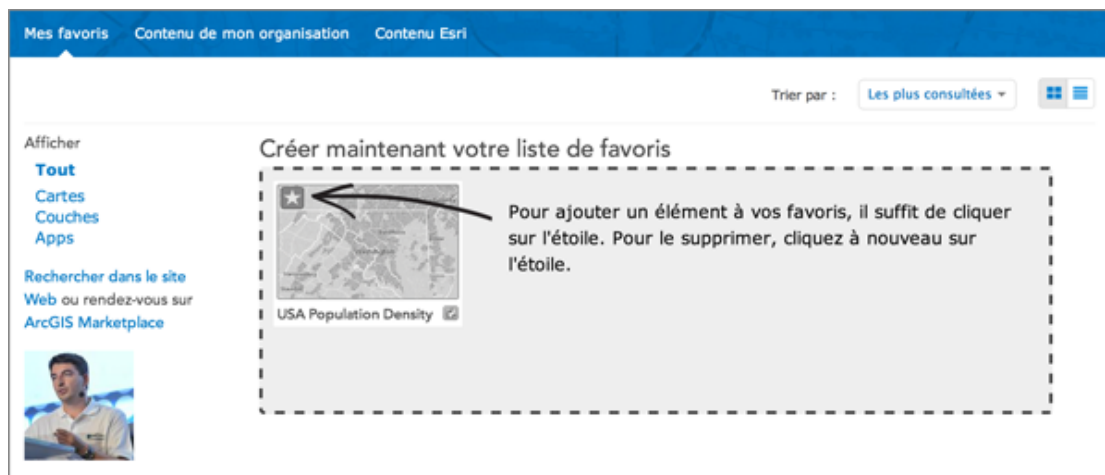 Mes favoris Contenu de mon organisation Contenu Esri
Trier par : Les plus consultées
Afficher
Tout
Cartes
Couches
Apps
Rechercher dans le site
Web ou rendez-vous sur
ArcGIS Marketplace
Créer maintenant votre liste de favoris
Pour ajouter un élément à vos favoris, il suffit de cliquer
sur l'étoile. Pour le supprimer, cliquez à nouveau sur
l'étoile.
USA Population Density